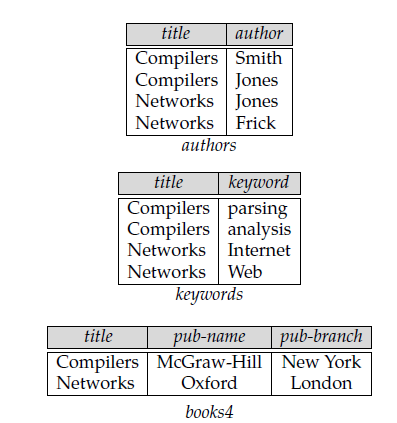 title author
Compilers Smith
Compilers Jones
Networks Jones
Networks Frick
authors
title keyword
Compilers parsing
Compilers analysis
Networks Internet
Networks Web
keywords
title pub-name pub-branch
Compilers McGraw-Hill New York
Networks Oxford London
books4